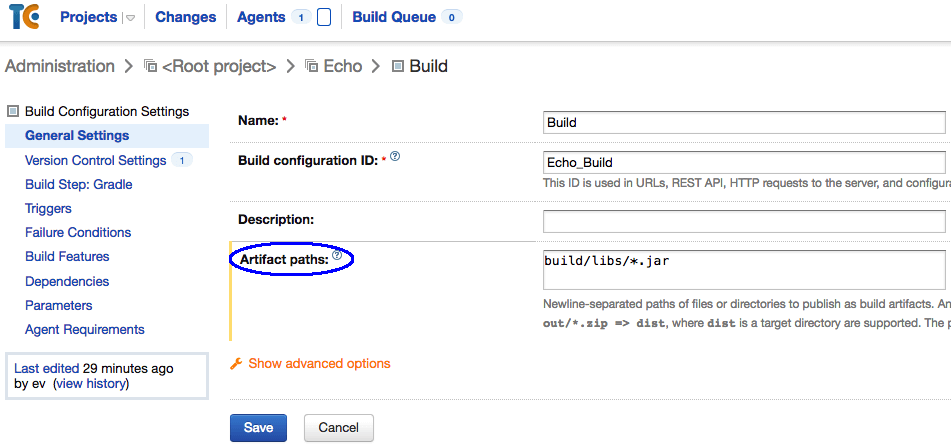 TC Projects Changes Agents 1 Build Queue 0
Administration > <Root project> > Echo > Build
Build Configuration Settings
General Settings
Version Control Settings 1
Build Step: Gradle
Triggers
Failure Conditions
Build Features
Dependencies
Parameters
Agent Requirements
Last edited 29 minutes ago
by ev (view history)
Name: * Build
Build configuration ID: * ? Echo_Build
This ID is used in URLs, REST API, HTTP requests to the server, and configura
Description:
Artifact paths: ? build/libs/*.jar
Newline-separated paths of files or directories to publish as build artifacts. An
out/*.zip => dist, where dist is a target directory are supported. The p
Show advanced options
Save Cancel